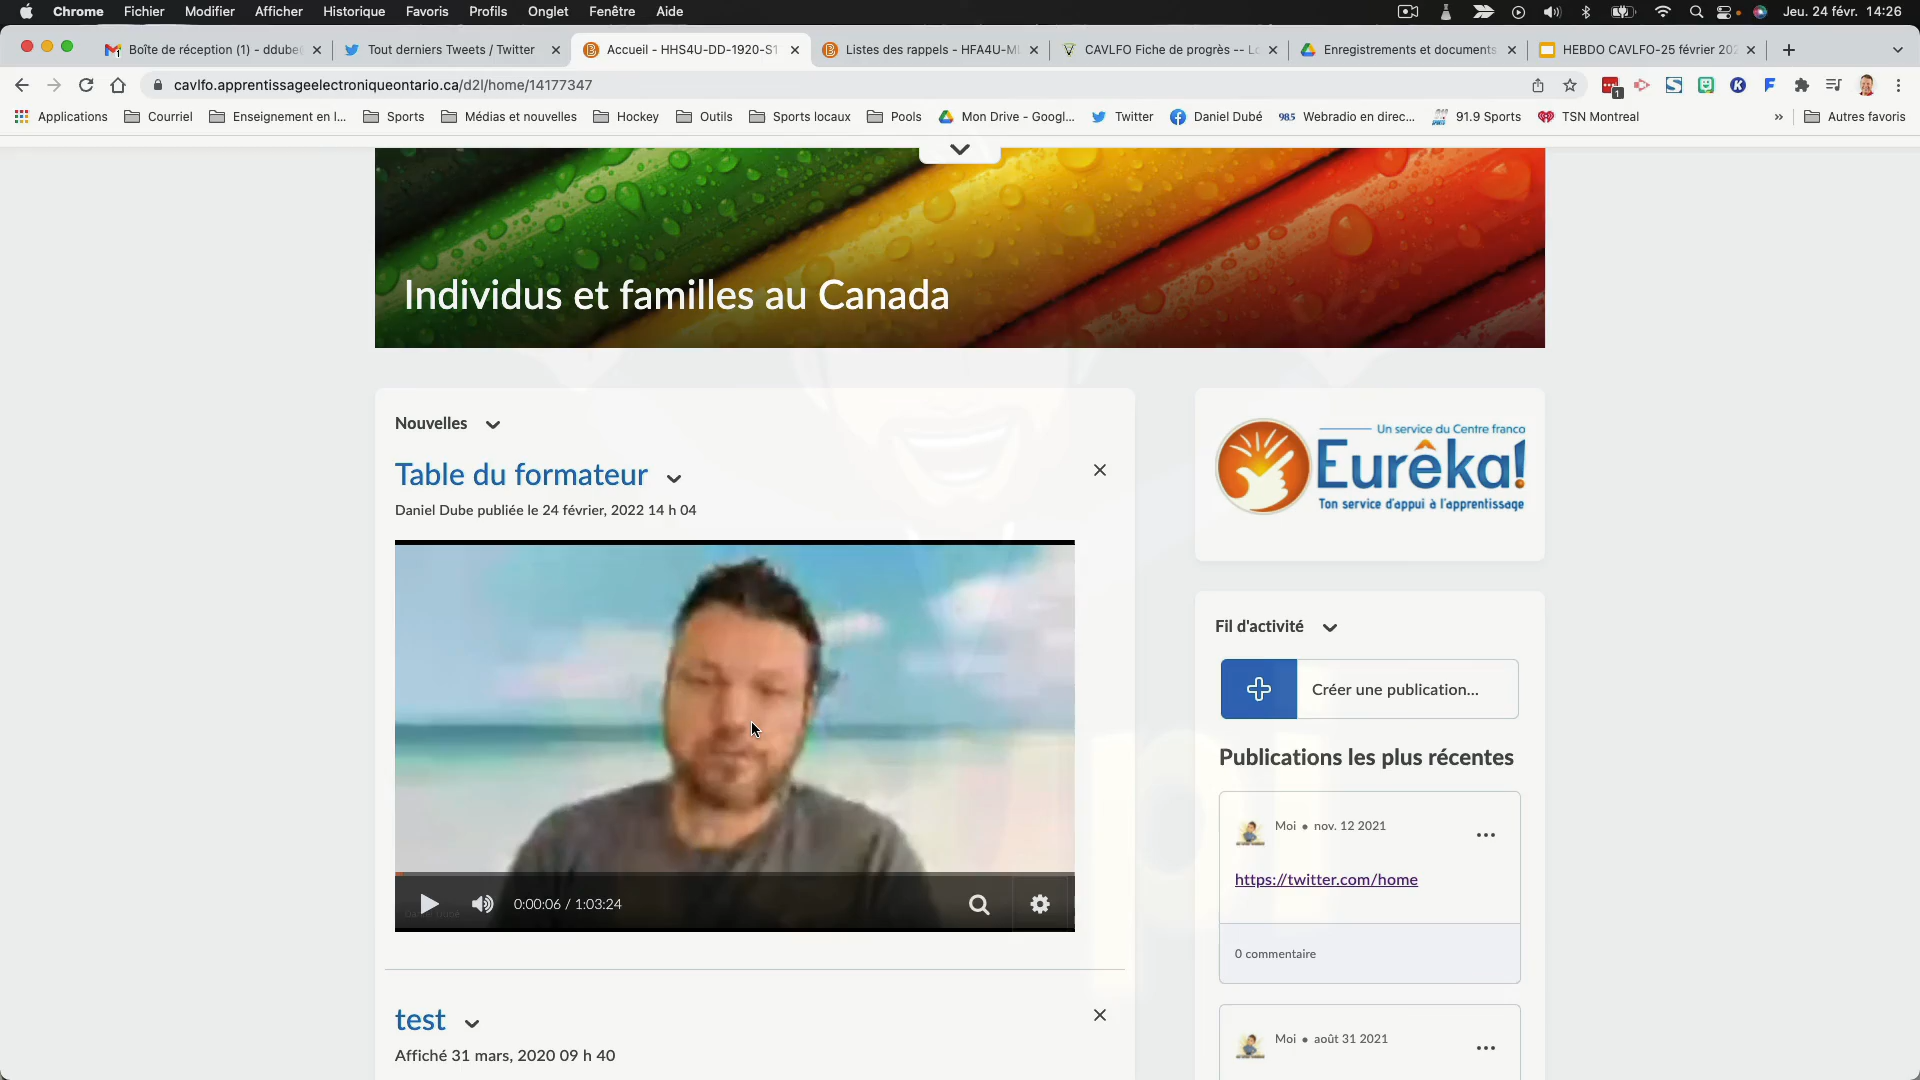 Chrome Fichier Modifier Afficher Historique Favoris Profils Onglet Fenêtre Aide Jeu. 24 févr. 14:26
Boîte de réception (1) - ddube Tout derniers Tweets / Twitter Accueil - HHS4U-DD-1920-S1 Listes des rappels - HFA4U-M CAVLFO Fiche de progrès -- Lo Enregistrements et documents HEBDO CAVLFO-25 février 202
cavlfo.apprentissageelectroniqueontario.ca/d2l/home/14177347
1
Applications Courriel Enseignement en l... Sports Médias et nouvelles Hockey Outils Sports locaux Pools Mon Drive - Googl... Twitter Daniel Dubé 98.5 Webradio en direc... 91.9 Sports TSN Montreal » Autres favoris
Individus et familles au Canada
Nouvelles
Table du formateur
Daniel Dube publiée le 24 février, 2022 14 h 04
0:00:06 / 1:03:24
test
Affiché 31 mars, 2020 09 h 40
Un service du Centre franco
Eurêka!
Ton service d'appui à l'apprentissage
Fil d'activité
Créer une publication...
Publications les plus récentes
Moi • nov. 12 2021
https://twitter.com/home
0 commentaire
Moi • août 31 2021